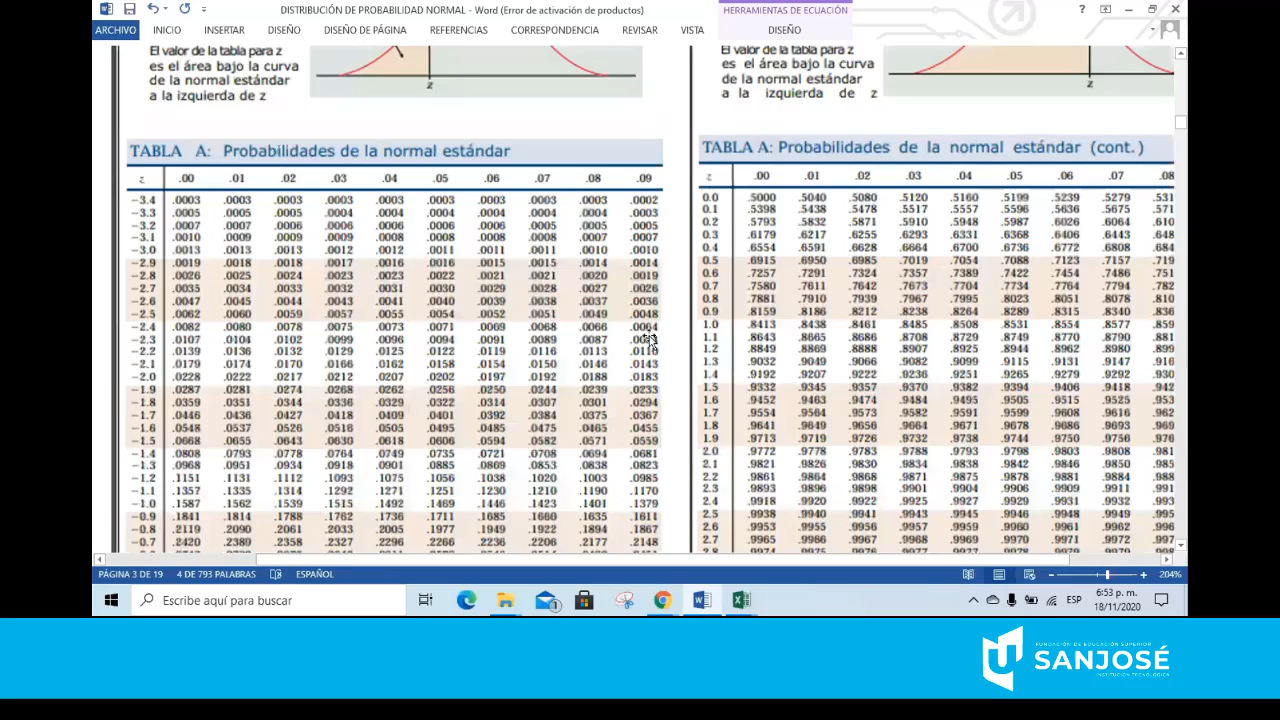 DISTRIBUCIÓN DE PROBABILIDAD NORMAL - Word (Error de activación de productos)
HERRAMIENTAS DE ECUACIÓN
ARCHIVO INICIO INSERTAR DISEÑO DISEÑO DE PÁGINA REFERENCIAS CORRESPONDENCIA REVISAR VISTA DISEÑO
El valor de la tabla para z
es el área bajo la curva
de la normal estándar
a la izquierda de z
z
El valor de la tabla para z
es el área bajo la curva
de la normal estándar
a la izquierda de z
z
TABLA A: Probabilidades de la normal estándar
z .00 .01 .02 .03 .04 .05 .06 .07 .08 .09
−3.4 .0003 .0003 .0003 .0003 .0003 .0003 .0003 .0003 .0003 .0002
−3.3 .0005 .0005 .0005 .0004 .0004 .0004 .0004 .0004 .0004 .0003
−3.2 .0007 .0007 .0006 .0006 .0006 .0006 .0006 .0005 .0005 .0005
−3.1 .0010 .0009 .0009 .0009 .0008 .0008 .0008 .0008 .0007 .0007
−3.0 .0013 .0013 .0013 .0012 .0012 .0011 .0011 .0011 .0010 .0010
−2.9 .0019 .0018 .0018 .0017 .0016 .0016 .0015 .0015 .0014 .0014
−2.8 .0026 .0025 .0024 .0023 .0023 .0022 .0021 .0021 .0020 .0019
−2.7 .0035 .0034 .0033 .0032 .0031 .0030 .0029 .0028 .0027 .0026
−2.6 .0047 .0045 .0044 .0043 .0041 .0040 .0039 .0038 .0037 .0036
−2.5 .0062 .0060 .0059 .0057 .0055 .0054 .0052 .0051 .0049 .0048
−2.4 .0082 .0080 .0078 .0075 .0073 .0071 .0069 .0068 .0066 .0064
−2.3 .0107 .0104 .0102 .0099 .0096 .0094 .0091 .0089 .0087
−2.2 .0139 .0136 .0132 .0129 .0125 .0122 .0119 .0116 .0113 .0110
−2.1 .0179 .0174 .0170 .0166 .0162 .0158 .0154 .0150 .0146 .0143
−2.0 .0228 .0222 .0217 .0212 .0207 .0202 .0197 .0192 .0188 .0183
−1.9 .0287 .0281 .0274 .0268 .0262 .0256 .0250 .0244 .0239 .0233
−1.8 .0359 .0351 .0344 .0336 .0329 .0322 .0314 .0307 .0301 .0294
−1.7 .0446 .0436 .0427 .0418 .0409 .0401 .0392 .0384 .0375 .0367
−1.6 .0548 .0537 .0526 .0516 .0505 .0495 .0485 .0475 .0465 .0455
−1.5 .0668 .0655 .0643 .0630 .0618 .0606 .0594 .0582 .0571 .0559
−1.4 .0808 .0793 .0778 .0764 .0749 .0735 .0721 .0708 .0694 .0681
−1.3 .0968 .0951 .0934 .0918 .0901 .0885 .0869 .0853 .0838 .0823
−1.2 .1151 .1131 .1112 .1093 .1075 .1056 .1038 .1020 .1003 .0985
−1.1 .1357 .1335 .1314 .1292 .1271 .1251 .1230 .1210 .1190 .1170
−1.0 .1587 .1562 .1539 .1515 .1492 .1469 .1446 .1423 .1401 .1379
−0.9 .1841 .1814 .1788 .1762 .1736 .1711 .1685 .1660 .1635 .1611
−0.8 .2119 .2090 .2061 .2033 .2005 .1977 .1949 .1922 .1894 .1867
−0.7 .2420 .2380 .2358 .2327 .2296 .2266 .2236 .2206 .2177 .2148
TABLA A: Probabilidades de la normal estándar (cont.)
z .00 .01 .02 .03 .04 .05 .06 .07 .08
0.0 .5000 .5040 .5080 .5120 .5160 .5199 .5239 .5279 .531
0.1 .5398 .5438 .5478 .5517 .5557 .5596 .5636 .5675 .571
0.2 .5793 .5832 .5871 .5910 .5948 .5987 .6026 .6064 .610
0.3 .6179 .6217 .6255 .6293 .6331 .6368 .6406 .6443 .648
0.4 .6554 .6591 .6628 .6664 .6700 .6736 .6772 .6808 .684
0.5 .6915 .6950 .6985 .7019 .7054 .7088 .7123 .7157 .719
0.6 .7257 .7291 .7324 .7357 .7389 .7422 .7454 .7486 .751
0.7 .7580 .7611 .7642 .7673 .7704 .7734 .7764 .7794 .782
0.8 .7881 .7910 .7939 .7967 .7995 .8023 .8051 .8078 .810
0.9 .8159 .8186 .8212 .8238 .8264 .8289 .8315 .8340 .836
1.0 .8413 .8438 .8461 .8485 .8508 .8531 .8554 .8577 .859
1.1 .8643 .8665 .8686 .8708 .8729 .8749 .8770 .8790 .881
1.2 .8849 .8869 .8888 .8907 .8925 .8944 .8962 .8980 .899
1.3 .9032 .9049 .9066 .9082 .9099 .9115 .9131 .9147 .916
1.4 .9192 .9207 .9222 .9236 .9251 .9265 .9279 .9292 .930
1.5 .9332 .9345 .9357 .9370 .9382 .9394 .9406 .9418 .942
1.6 .9452 .9463 .9474 .9484 .9495 .9505 .9515 .9525 .953
1.7 .9554 .9564 .9573 .9582 .9591 .9599 .9608 .9616 .962
1.8 .9641 .9649 .9656 .9664 .9671 .9678 .9686 .9693 .969
1.9 .9713 .9719 .9726 .9732 .9738 .9744 .9750 .9756 .976
2.0 .9772 .9778 .9783 .9788 .9793 .9798 .9803 .9808 .981
2.1 .9821 .9826 .9830 .9834 .9838 .9842 .9846 .9850 .985
2.2 .9861 .9864 .9868 .9871 .9875 .9878 .9881 .9884 .988
2.3 .9893 .9896 .9898 .9901 .9904 .9906 .9909 .9911 .991
2.4 .9918 .9920 .9922 .9925 .9927 .9929 .9931 .9932 .993
2.5 .9938 .9940 .9941 .9943 .9945 .9946 .9948 .9949 .995
2.6 .9953 .9955 .9956 .9957 .9959 .9960 .9961 .9962 .996
2.7 .9965 .9966 .9967 .9968 .9969 .9970 .9971 .9972 .997
PÁGINA 3 DE 19 4 DE 793 PALABRAS ESPAÑOL 204%
Escribe aquí para buscar
1
ESP
6:53 p. m.
18/11/2020
FUNDACIÓN DE EDUCACIÓN SUPERIOR
SANJOSÉ
INSTITUCIÓN TECNOLÓGICA